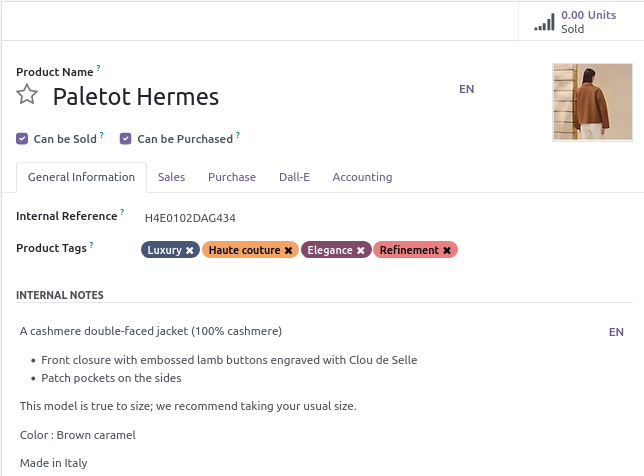 0.00 Units
Sold
Product Name ?
Paletot Hermes
EN
Can be Sold ? Can be Purchased ?
General Information Sales Purchase Dall-E Accounting
Internal Reference ? H4E0102DAG434
Product Tags ? Luxury ✖ Haute couture ✖ Elegance ✖ Refinement ✖
INTERNAL NOTES
A cashmere double-faced jacket (100% cashmere) EN
• Front closure with embossed lamb buttons engraved with Clou de Selle
• Patch pockets on the sides
This model is true to size; we recommend taking your usual size.
Color : Brown caramel
Made in Italy